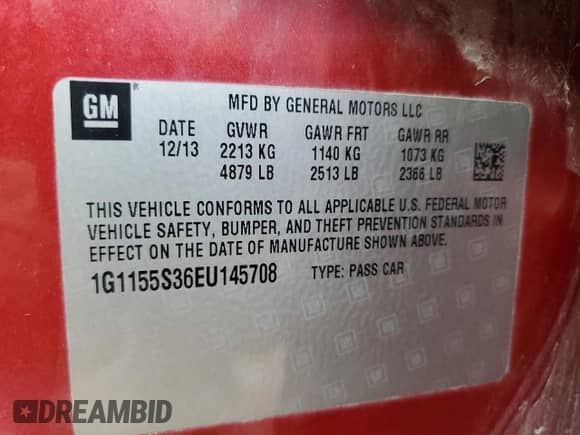 GM
MFD BY GENERAL MOTORS LLC
DATE GVWR GAWR FRT GAWR RR
12/13 2213 KG 1140 KG 1073 KG
4879 LB 2513 LB 2366 LB
THIS VEHICLE CONFORMS TO ALL APPLICABLE U.S. FEDERAL MOTOR
VEHICLE SAFETY, BUMPER, AND THEFT PREVENTION STANDARDS IN
EFFECT ON THE DATE OF MANUFACTURE SHOWN ABOVE.
1G1155S36EU145708 TYPE: PASS CAR
DREAMBID